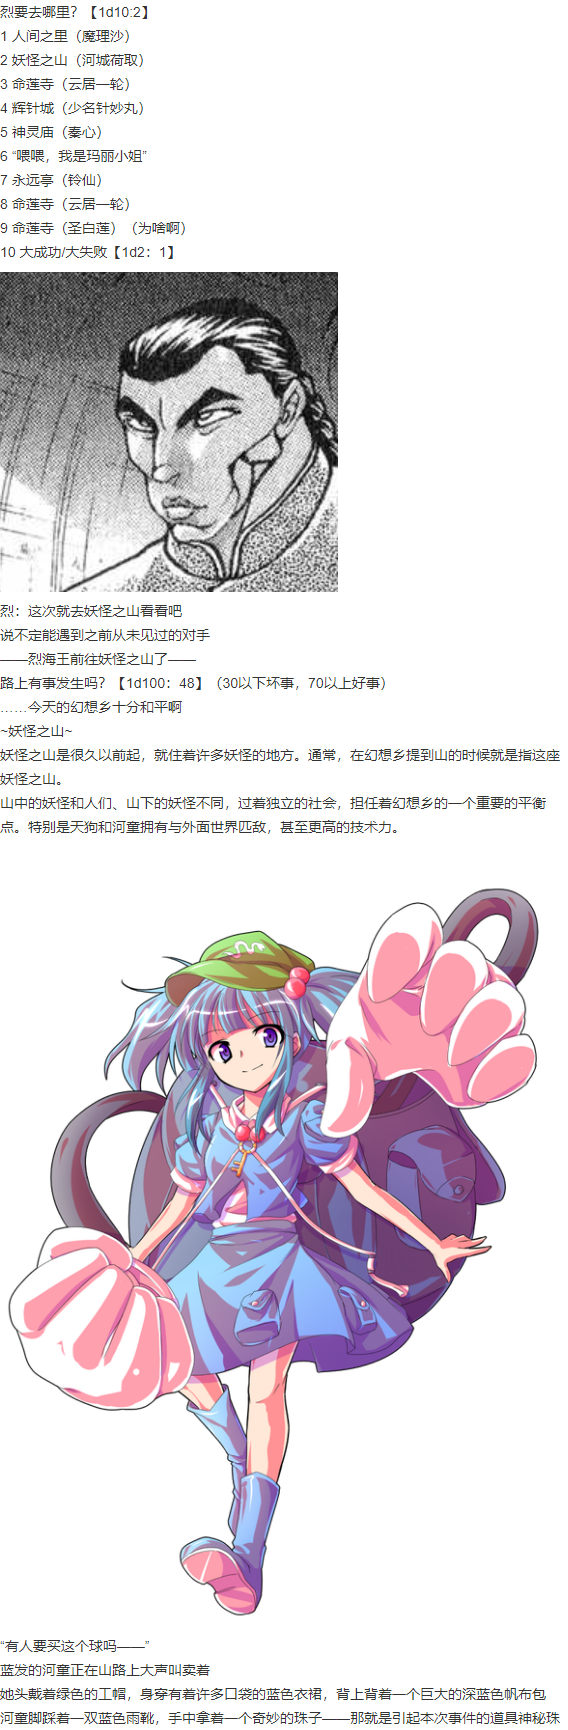 烈要去哪里？【1d10:2】
1 人间之里（魔理沙）
2 妖怪之山（河城荷取）
3 命莲寺（云居一轮）
4 辉针城（少名针妙丸）
5 神灵庙（秦心）
6 “喂喂，我是玛丽小姐”
7 永远亭（铃仙）
8 命莲寺（云居一轮）
9 命莲寺（圣白莲）（为啥啊）
10 大成功/大失败【1d2：1】
烈：这次就去妖怪之山看看吧
说不定能遇到之前从未见过的对手
——烈海王前往妖怪之山了——
路上有事发生吗？【1d100：48】（30以下坏事，70以上好事）
……今天的幻想乡十分和平啊
~妖怪之山~
妖怪之山是很久以前起，就住着许多妖怪的地方。通常，在幻想乡提到山的时候就是指这座
妖怪之山。
山中的妖怪和人们、山下的妖怪不同，过着独立的社会，担任着幻想乡的一个重要的平衡
点。特别是天狗和河童拥有与外面世界匹敌，甚至更高的技术力。
“有人要买这个球吗——”
蓝发的河童正在山路上大声叫卖着
她头戴着绿色的工帽，身穿有着许多口袋的蓝色衣裙，背上背着一个巨大的深蓝色帆布包
河童脚踩着一双蓝色雨靴，手中拿着一个奇妙的珠子——那就是引起本次事件的道具神秘珠